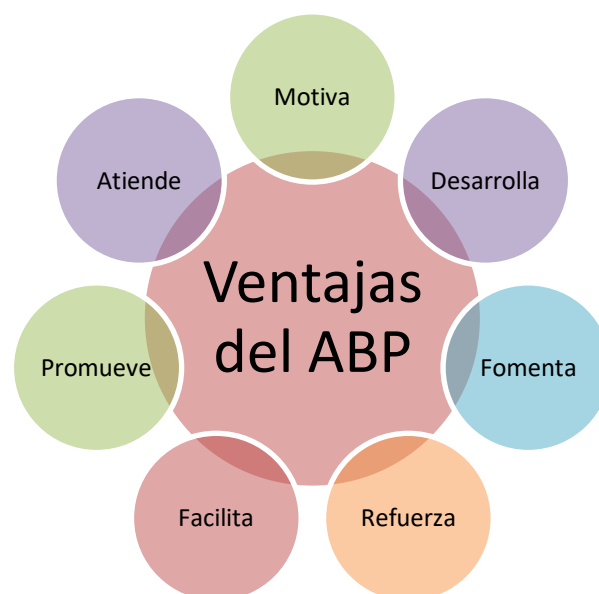 Motiva
Atiende
Desarrolla
Ventajas
del ABP
Promueve
Fomenta
Facilita
Refuerza